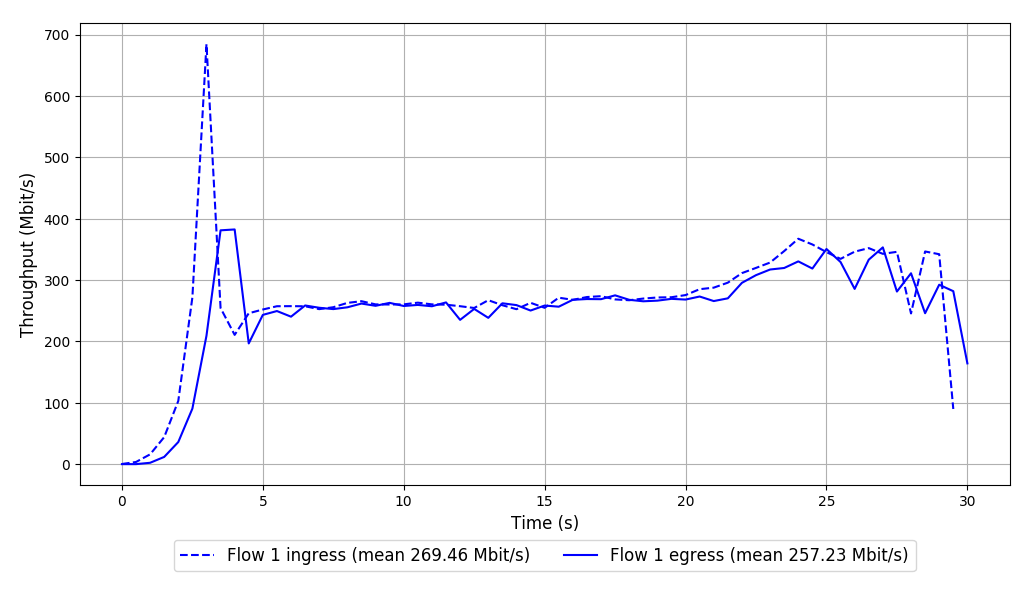 700
600
500
400
300
200
100
0
Throughput (Mbit/s)
0 5 10 15 20 25 30
Time (s)
Flow 1 ingress (mean 269.46 Mbit/s) Flow 1 egress (mean 257.23 Mbit/s)